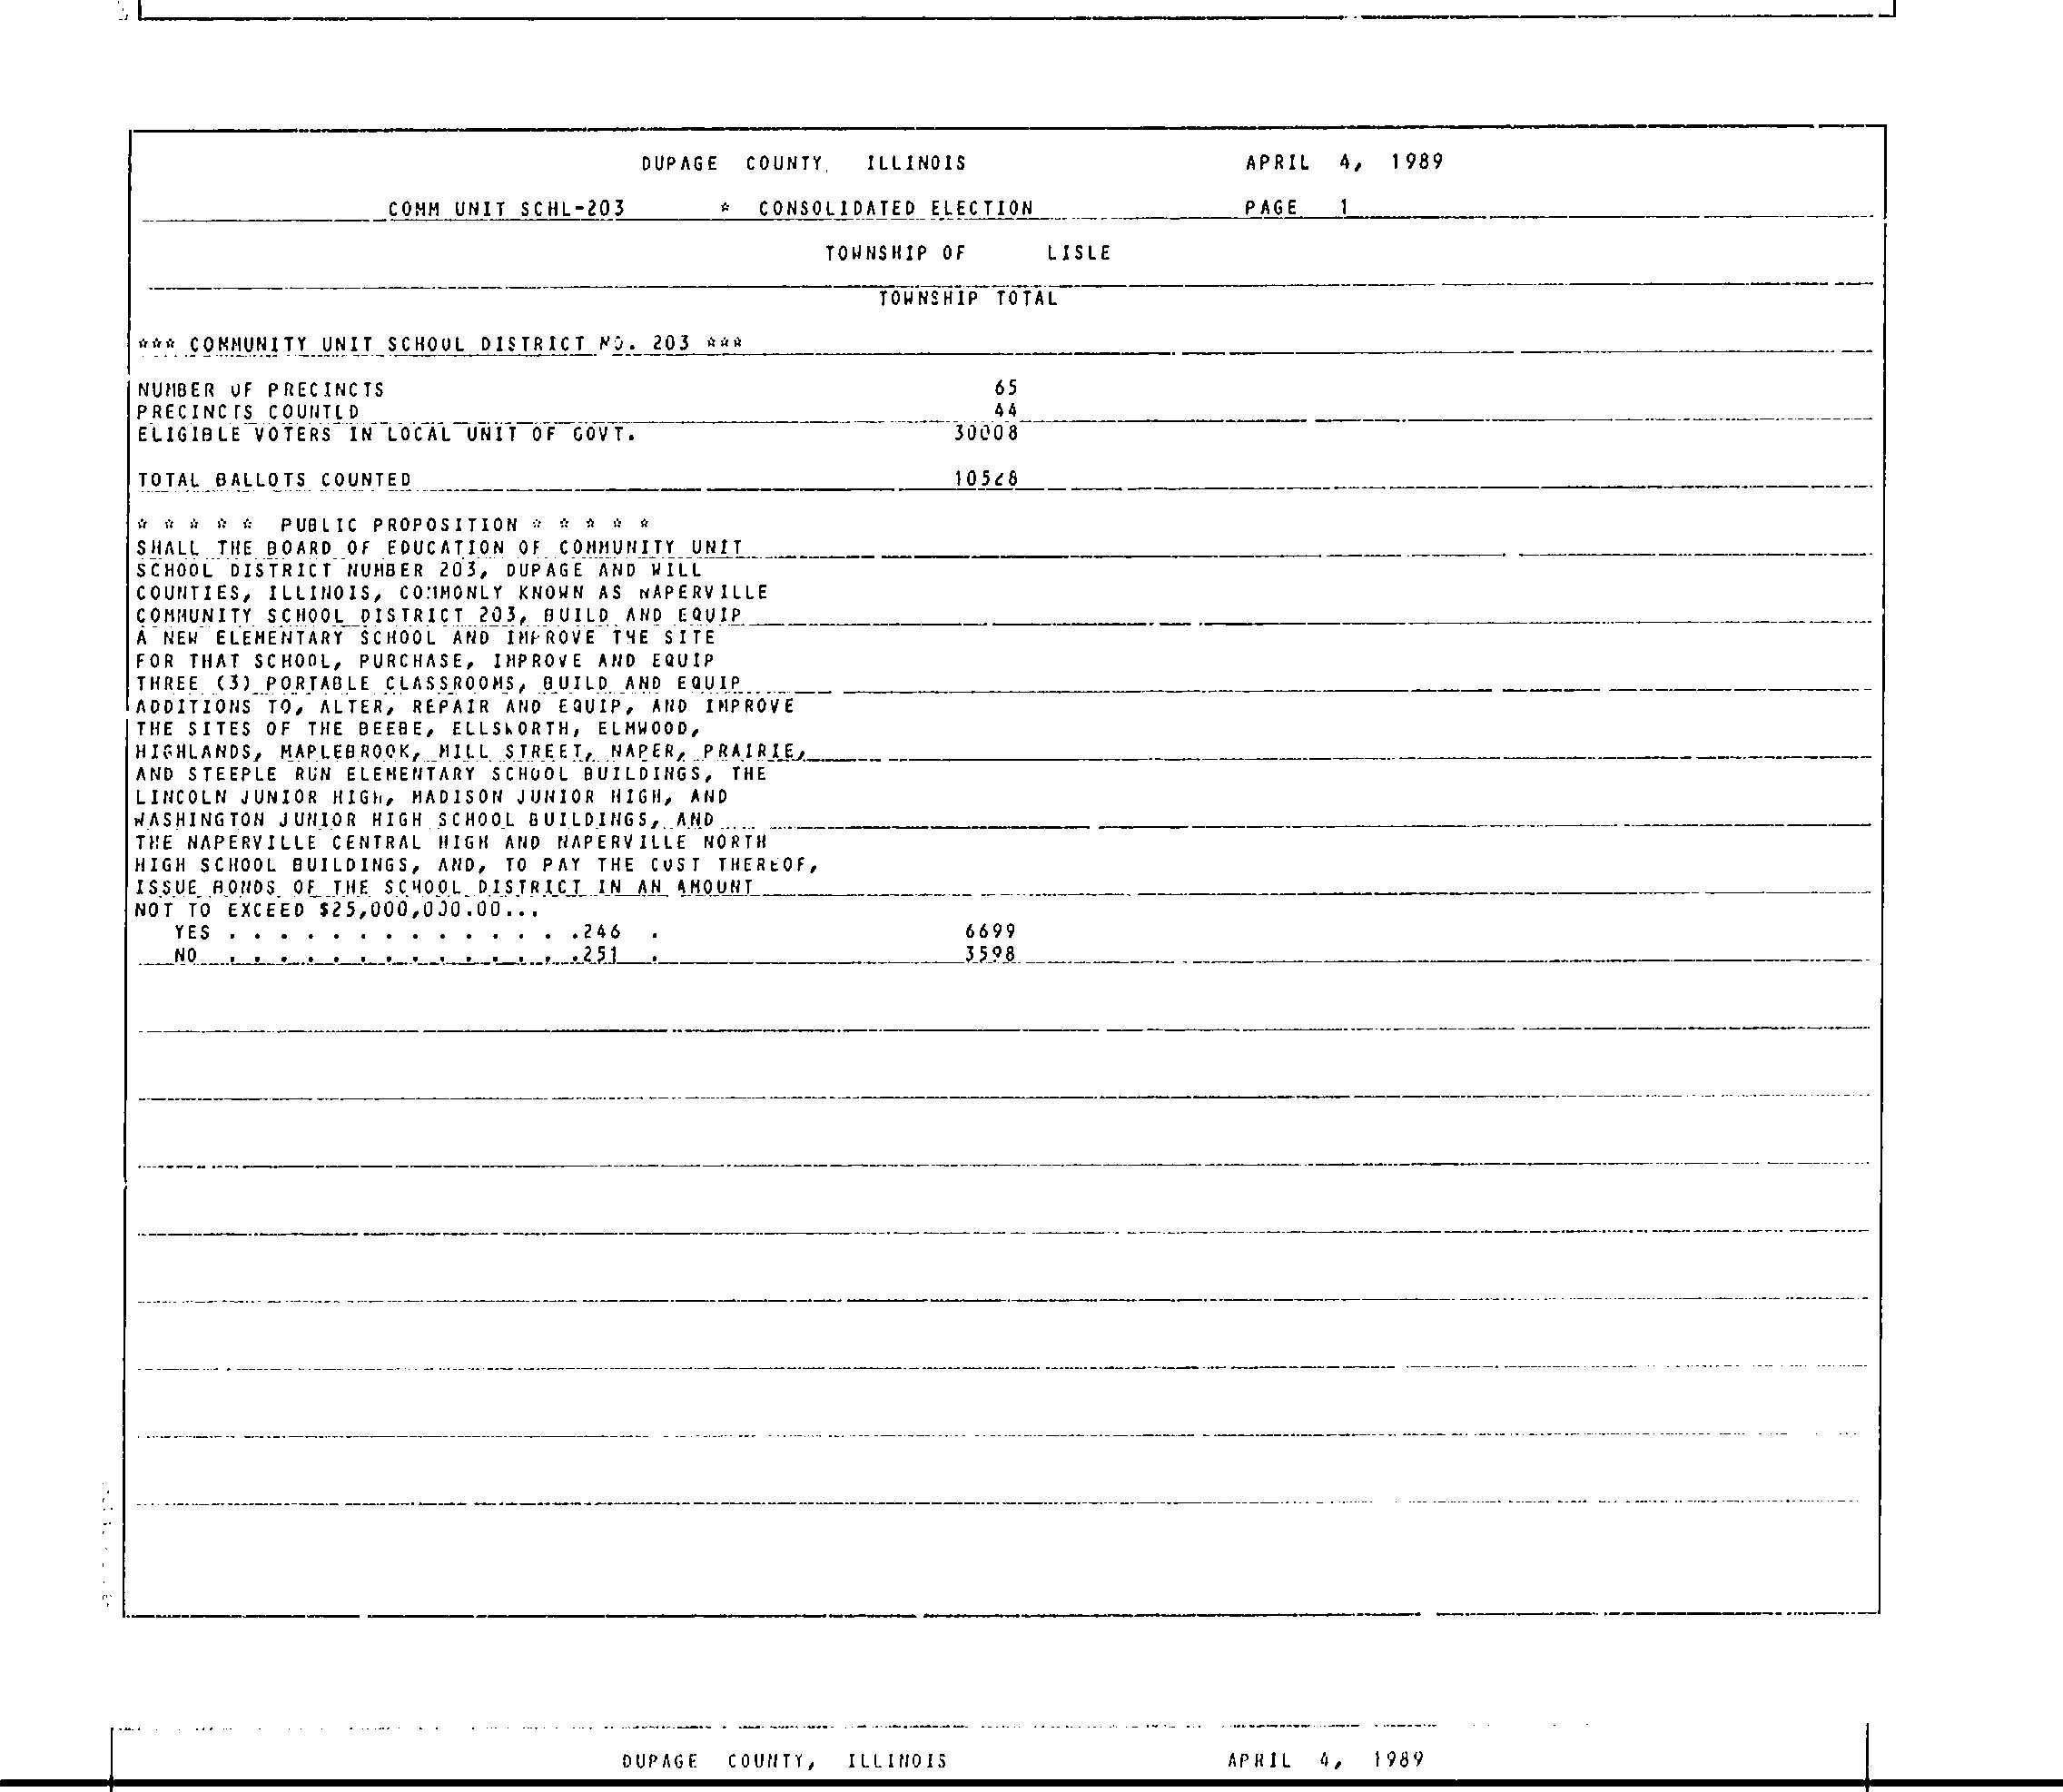 DUPAGE COUNTY, ILLINOIS APRIL 4, 1989
COMM UNIT SCHL-203 * CONSOLIDATED ELECTION PAGE 1
TOWNSHIP OF LISLE
TOWNSHIP TOTAL
*** COMMUNITY UNIT SCHOOL DISTRICT NO. 203 ***
NUMBER OF PRECINCTS 65
PRECINCTS COUNTED 44
ELIGIBLE VOTERS IN LOCAL UNIT OF GOVT. 30008
TOTAL BALLOTS COUNTED 10528
* * * * * PUBLIC PROPOSITION * * * * *
SHALL THE BOARD OF EDUCATION OF COMMUNITY UNIT
SCHOOL DISTRICT NUMBER 203, DUPAGE AND WILL
COUNTIES, ILLINOIS, COMMONLY KNOWN AS NAPERVILLE
COMMUNITY SCHOOL DISTRICT 203, BUILD AND EQUIP
A NEW ELEMENTARY SCHOOL AND IMPROVE THE SITE
FOR THAT SCHOOL, PURCHASE, IMPROVE AND EQUIP
THREE (3) PORTABLE CLASSROOMS, BUILD AND EQUIP
ADDITIONS TO, ALTER, REPAIR AND EQUIP, AND IMPROVE
THE SITES OF THE BEEBE, ELLSWORTH, ELMWOOD,
HIGHLANDS, MAPLEBROOK, MILL STREET, NAPER, PRAIRIE,
AND STEEPLE RUN ELEMENTARY SCHOOL BUILDINGS, THE
LINCOLN JUNIOR HIGH, MADISON JUNIOR HIGH, AND
WASHINGTON JUNIOR HIGH SCHOOL BUILDINGS, AND
THE NAPERVILLE CENTRAL HIGH AND NAPERVILLE NORTH
HIGH SCHOOL BUILDINGS, AND, TO PAY THE COST THEREOF,
ISSUE BONDS OF THE SCHOOL DISTRICT IN AN AMOUNT
NOT TO EXCEED $25,000,000.00...
YES . . . . . . . . . . . . . .246 . 6699
NO . . . . . . . . . . . . . .251 . 3598
DUPAGE COUNTY, ILLINOIS APRIL 4, 1989